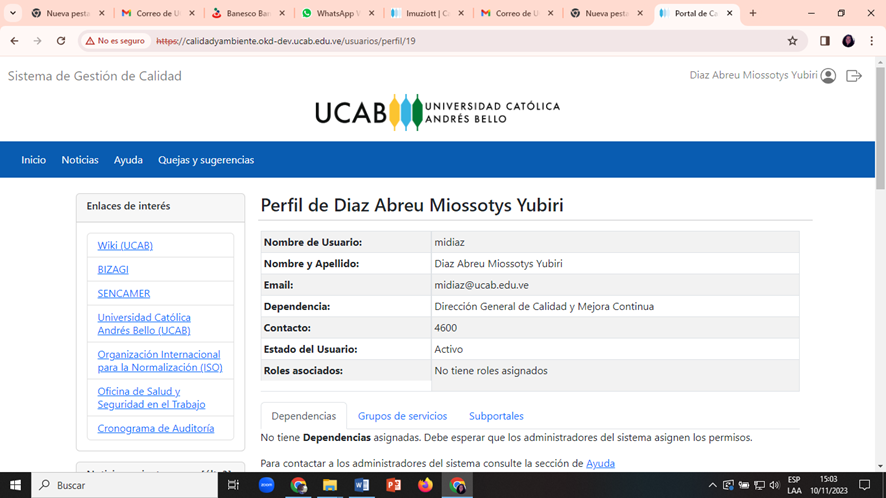 Nueva pesta
Correo de U
Banesco Ban
WhatsApp W
Imuziott | Ca
Correo de U
Nueva pesta
Portal de Ca
No es seguro
https://calidadyambiente.okd-dev.ucab.edu.ve/usuarios/perfil/19
Sistema de Gestión de Calidad
Diaz Abreu Miossotys Yubiri
UCAB
UNIVERSIDAD CATÓLICA
ANDRÉS BELLO
Inicio Noticias Ayuda Quejas y sugerencias
Enlaces de interés
Wiki (UCAB)
BIZAGI
SENCAMER
Universidad Católica
Andrés Bello (UCAB)
Organización Internacional
para la Normalización (ISO)
Oficina de Salud y
Seguridad en el Trabajo
Cronograma de Auditoría
Perfil de Diaz Abreu Miossotys Yubiri
Nombre de Usuario: midiaz
Nombre y Apellido: Diaz Abreu Miossotys Yubiri
Email: midiaz@ucab.edu.ve
Dependencia: Dirección General de Calidad y Mejora Continua
Contacto: 4600
Estado del Usuario: Activo
Roles asociados: No tiene roles asignados
Dependencias Grupos de servicios Subportales
No tiene Dependencias asignadas. Debe esperar que los administradores del sistema asignen los permisos.
Para contactar a los administradores del sistema consulte la sección de Ayuda
Buscar
ESP
LAA
15:03
10/11/2023